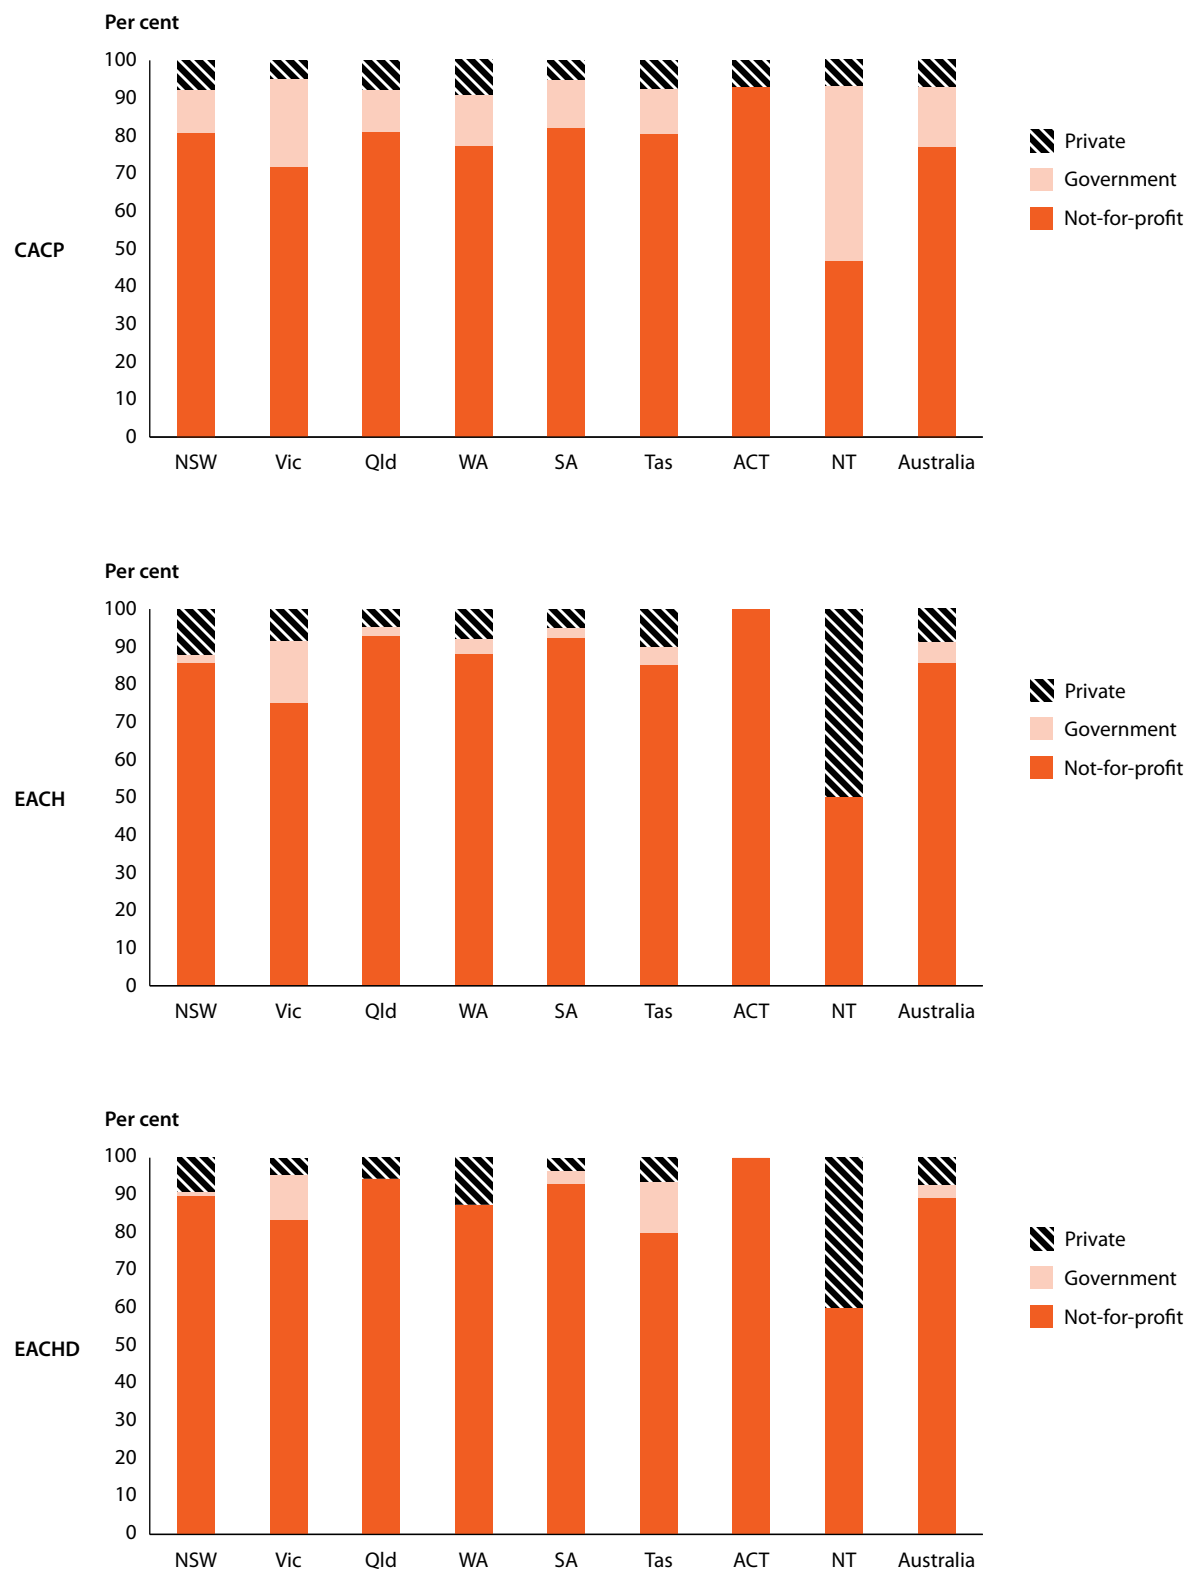 Per cent
100
90
80
70
60
50
40
30
20
10
0
CACP
NSW Vic Qld WA SA Tas ACT NT Australia
Private
Government
Not-for-profit
Per cent
100
90
80
70
60
50
40
30
20
10
0
EACH
NSW Vic Qld WA SA Tas ACT NT Australia
Private
Government
Not-for-profit
Per cent
100
90
80
70
60
50
40
30
20
10
0
EACHD
NSW Vic Qld WA SA Tas ACT NT Australia
Private
Government
Not-for-profit